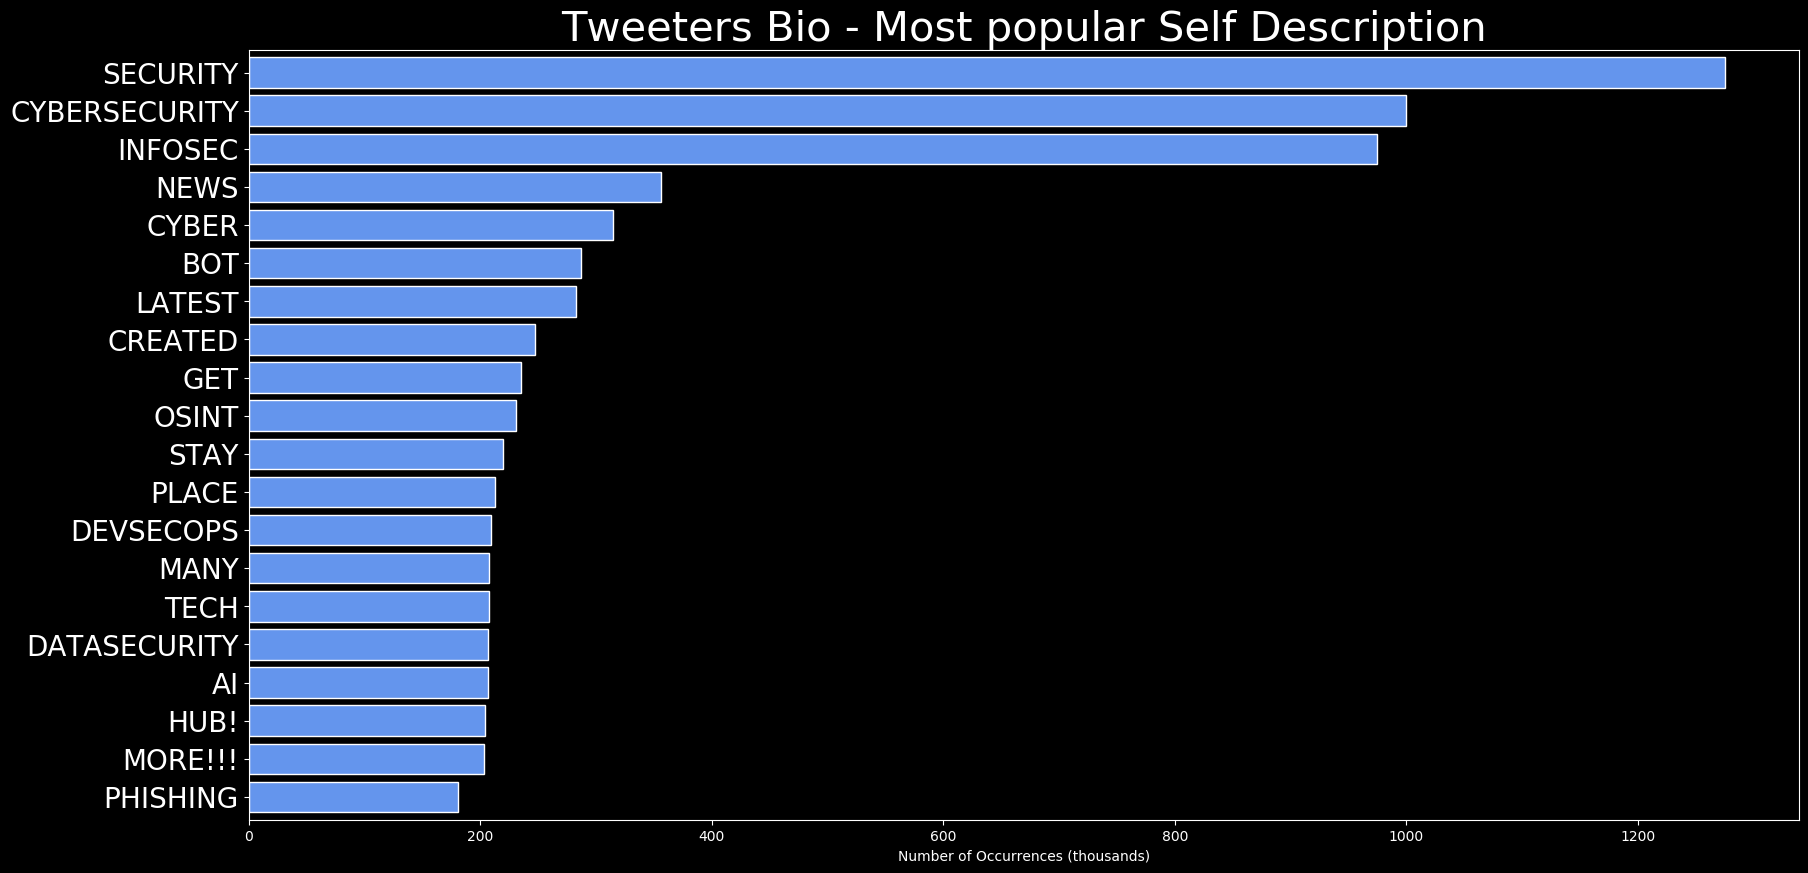 Tweeters Bio - Most popular Self Description
SECURITY
CYBERSECURITY
INFOSEC
NEWS
CYBER
BOT
LATEST
CREATED
GET
OSINT
STAY
PLACE
DEVSECOPS
MANY
TECH
DATASECURITY
AI
HUB!
MORE!!!
PHISHING
0 200 400 600 800 1000 1200
Number of Occurrences (thousands)